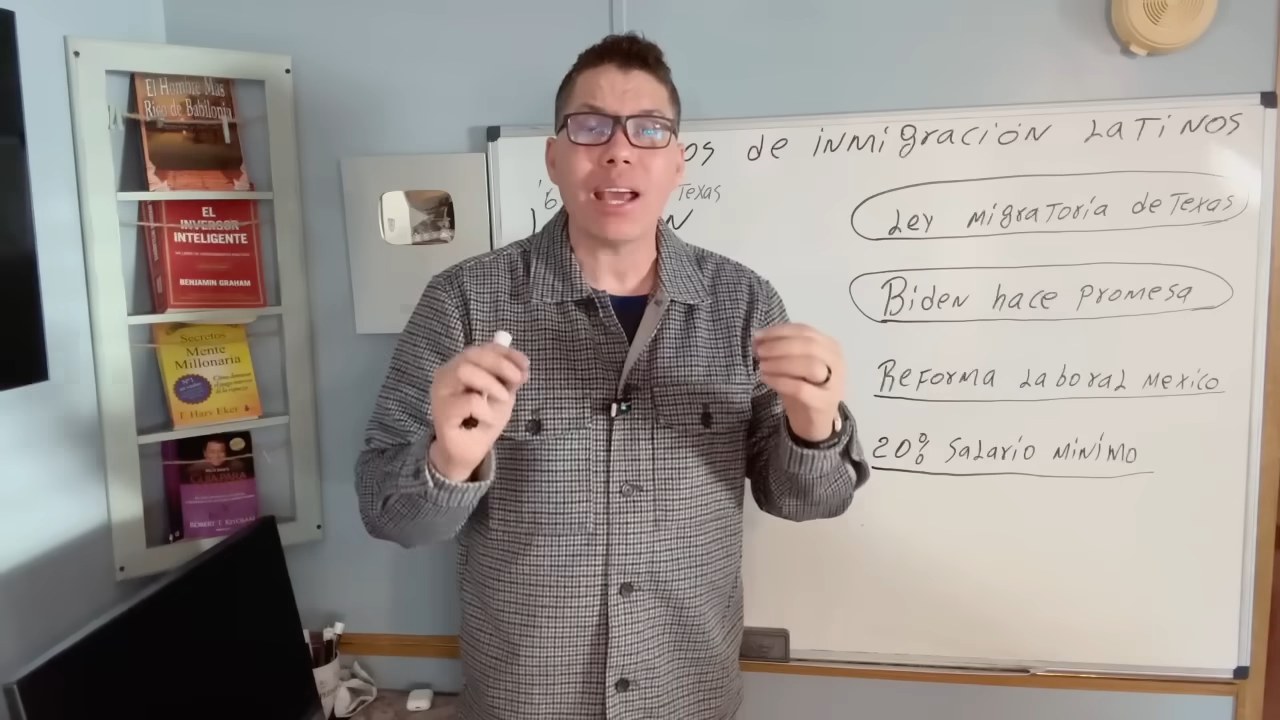 El Hombre Más
Rico de Babilonia
EL
INVERSOR
INTELIGENTE
BENJAMIN GRAHAM
Secretos
Mente
Millonaria
T. Harv Eker
ROBERT T. KIYOSAKI
os de inmigración Latinos
Texas
Ley migratoria de Texas
Biden hace promesa
Reforma Laboral Mexico
20% Salario minimo